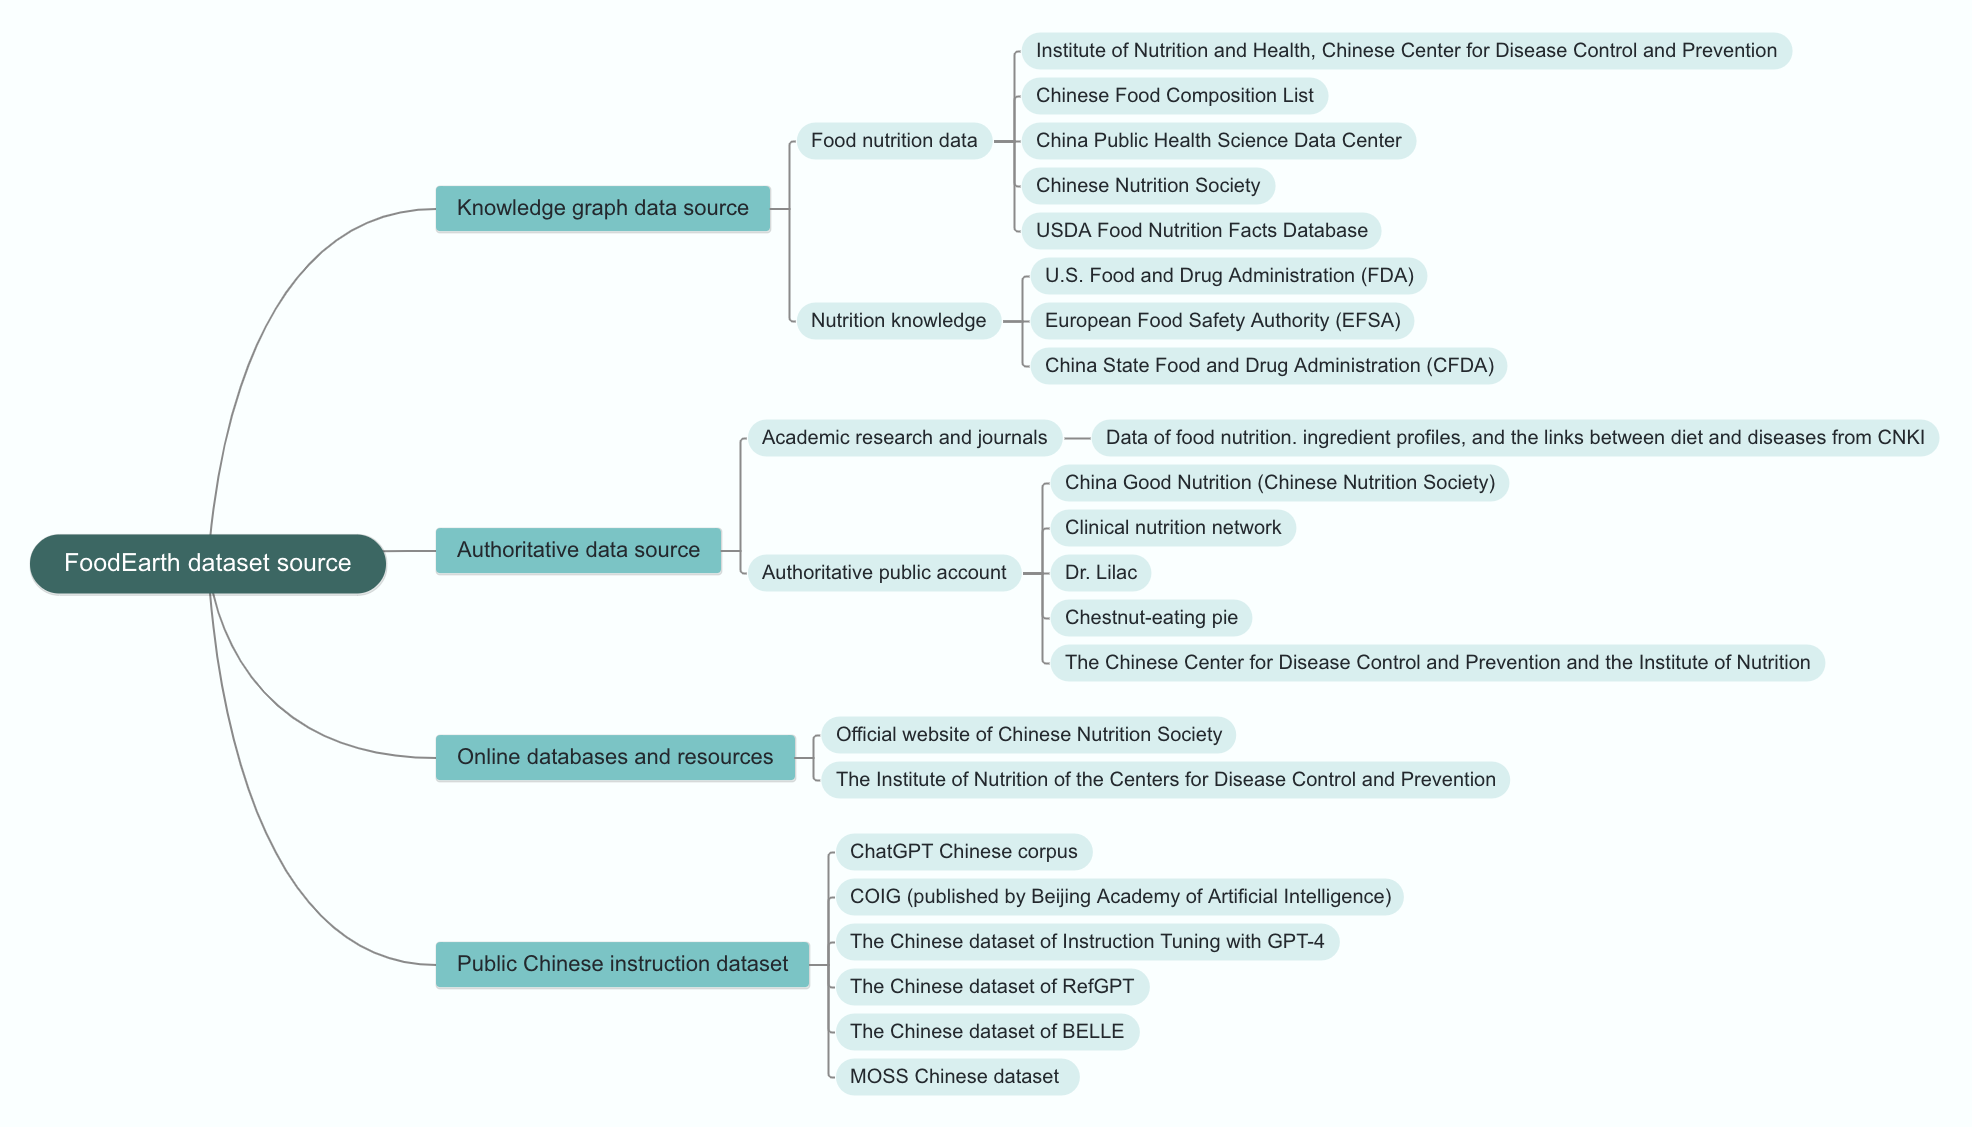 FoodEarth dataset source
Knowledge graph data source
Food nutrition data
Institute of Nutrition and Health, Chinese Center for Disease Control and Prevention
Chinese Food Composition List
China Public Health Science Data Center
Chinese Nutrition Society
USDA Food Nutrition Facts Database
Nutrition knowledge
U.S. Food and Drug Administration (FDA)
European Food Safety Authority (EFSA)
China State Food and Drug Administration (CFDA)
Authoritative data source
Academic research and journals
Data of food nutrition. ingredient profiles, and the links between diet and diseases from CNKI
Authoritative public account
China Good Nutrition (Chinese Nutrition Society)
Clinical nutrition network
Dr. Lilac
Chestnut-eating pie
The Chinese Center for Disease Control and Prevention and the Institute of Nutrition
Online databases and resources
Official website of Chinese Nutrition Society
The Institute of Nutrition of the Centers for Disease Control and Prevention
Public Chinese instruction dataset
ChatGPT Chinese corpus
COIG (published by Beijing Academy of Artificial Intelligence)
The Chinese dataset of Instruction Tuning with GPT-4
The Chinese dataset of RefGPT
The Chinese dataset of BELLE
MOSS Chinese dataset